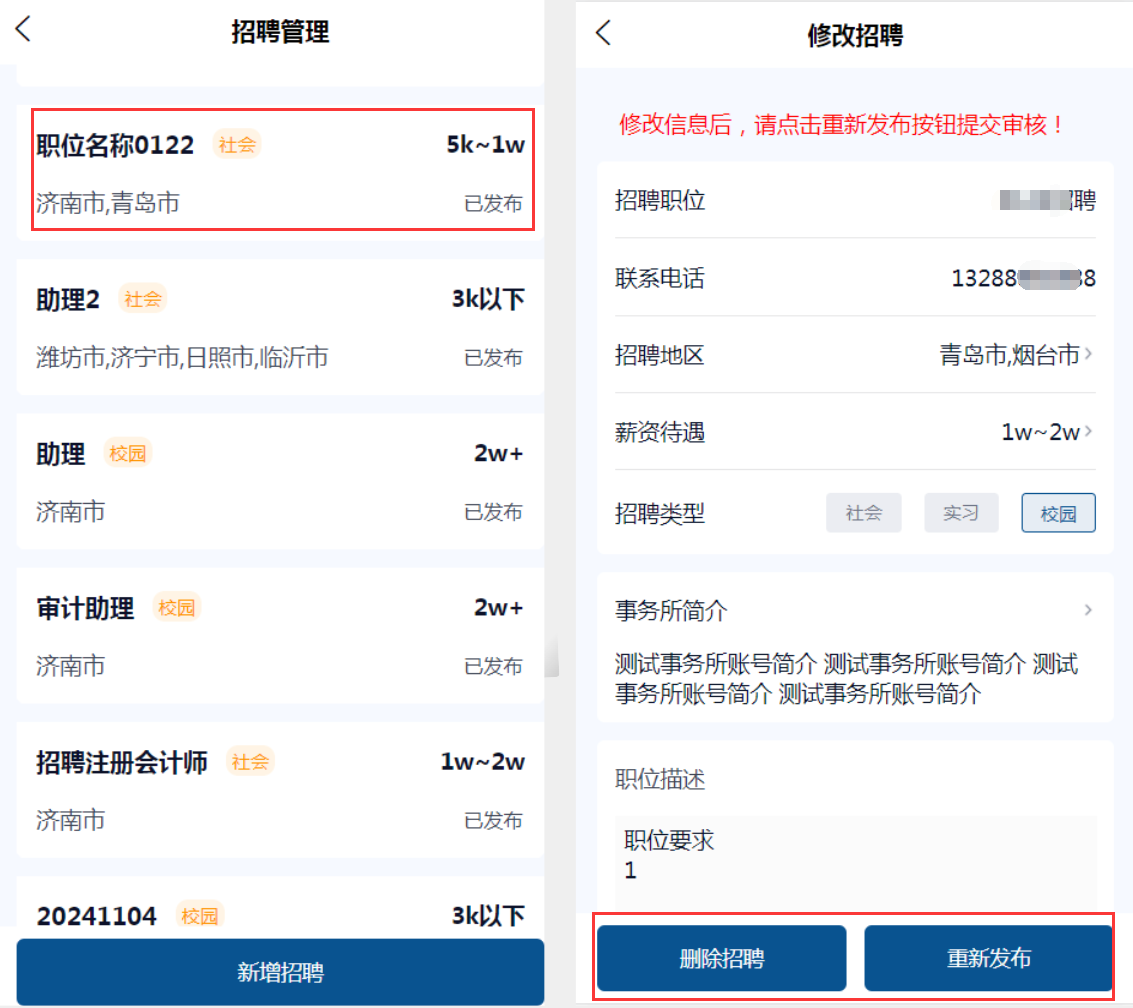 招聘管理
职位名称0122 社会 5k~1w
济南市,青岛市 已发布
助理2 社会 3k以下
潍坊市,济宁市,日照市,临沂市 已发布
助理 校园 2w+
济南市 已发布
审计助理 校园 2w+
济南市 已发布
招聘注册会计师 社会 1w~2w
济南市 已发布
20241104 校园 3k以下
新增招聘
修改招聘
修改信息后，请点击重新发布按钮提交审核！
招聘职位 聘
联系电话 13288 8
招聘地区 青岛市,烟台市
薪资待遇 1w~2w
招聘类型 社会 实习 校园
事务所简介
测试事务所账号简介 测试事务所账号简介 测试
事务所账号简介 测试事务所账号简介
职位描述
职位要求
1
删除招聘 重新发布